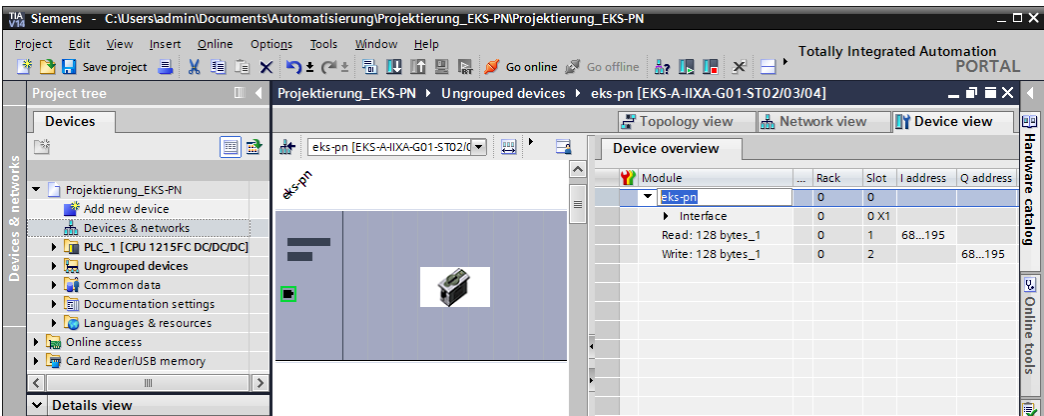 TIA V14 Siemens - C:\Users\admin\Documents\Automatisierung\Projektierung_EKS-PN\Projektierung_EKS-PN
Project Edit View Insert Online Options Tools Window Help
Totally Integrated Automation
PORTAL
Save project Go online Go offline
Project tree
Projektierung_EKS-PN Ungrouped devices eks-pn [EKS-A-IIXA-G01-ST02/03/04]
Devices
Topology view Network view Device view
eks-pn [EKS-A-IIXA-G01-ST02/0
Device overview
Module ... Rack Slot I address Q address
eks-pn 0 0
Interface 0 0 X1
Read: 128 bytes_1 0 1 68...195
Write: 128 bytes_1 0 2 68...195
eks-pn
Projektierung_EKS-PN
Add new device
Devices & networks
PLC_1 [CPU 1215FC DC/DC/DC]
Ungrouped devices
Common data
Documentation settings
Languages & resources
Online access
Card Reader/USB memory
Details view
Devices & networks
Hardware catalog
Online tools